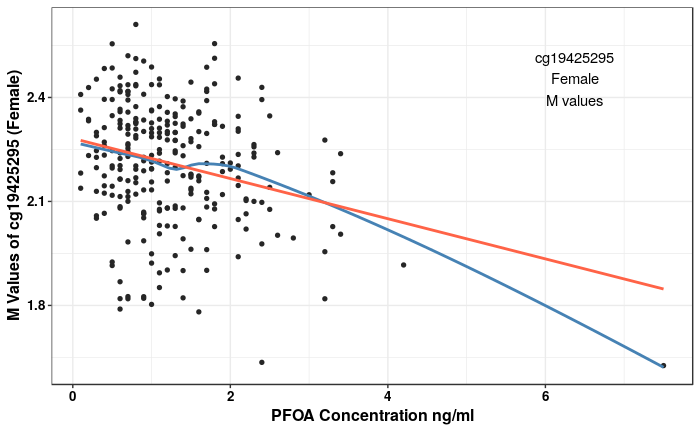 cg19425295
Female
M values
M Values of cg19425295 (Female)
2.4
2.1
1.8
0 2 4 6
PFOA Concentration ng/ml